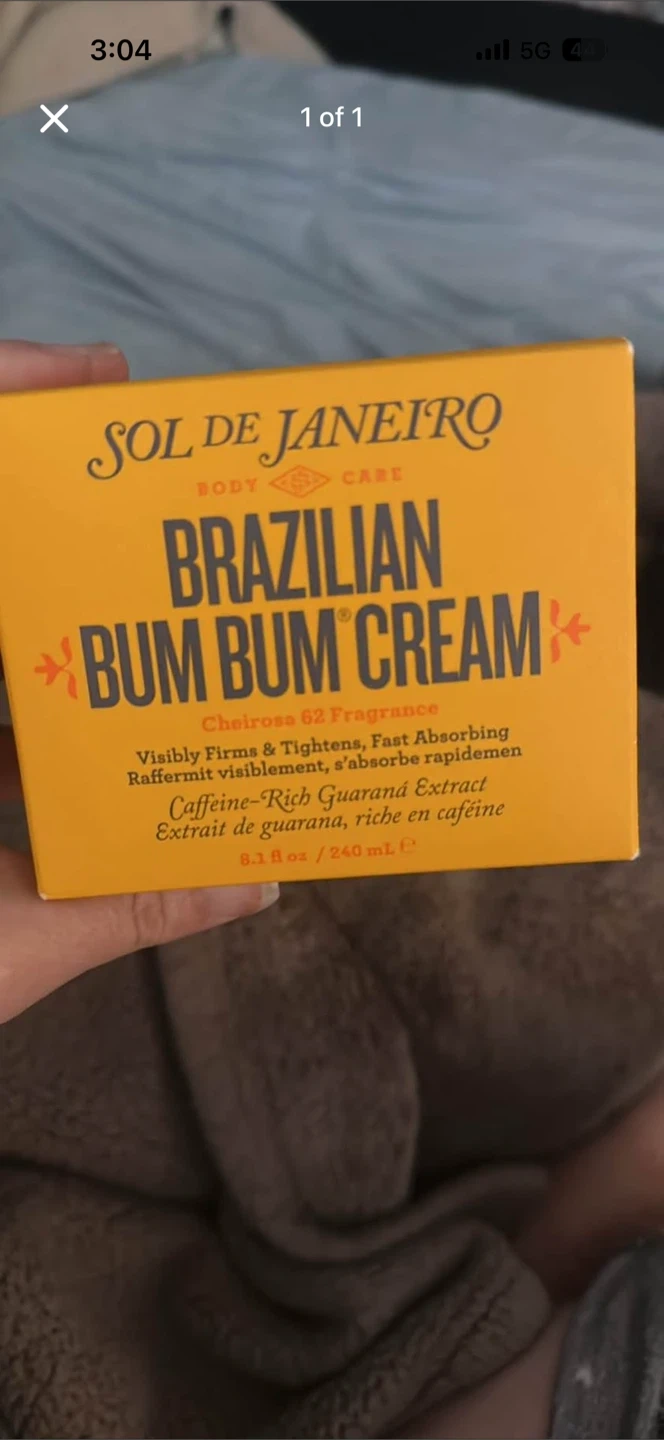 3:04
5G
1 of 1
SOL DE JANEIRO
BODY CARE
BRAZILIAN
BUM BUM® CREAM
Cheirosa 62 Fragrance
Visibly Firms & Tightens, Fast Absorbing
Raffermit visiblement, s'absorbe rapidemen
Caffeine-Rich Guaraná Extract
Extrait de guarana, riche en caféine
8.1 fl oz / 240 mL ℮